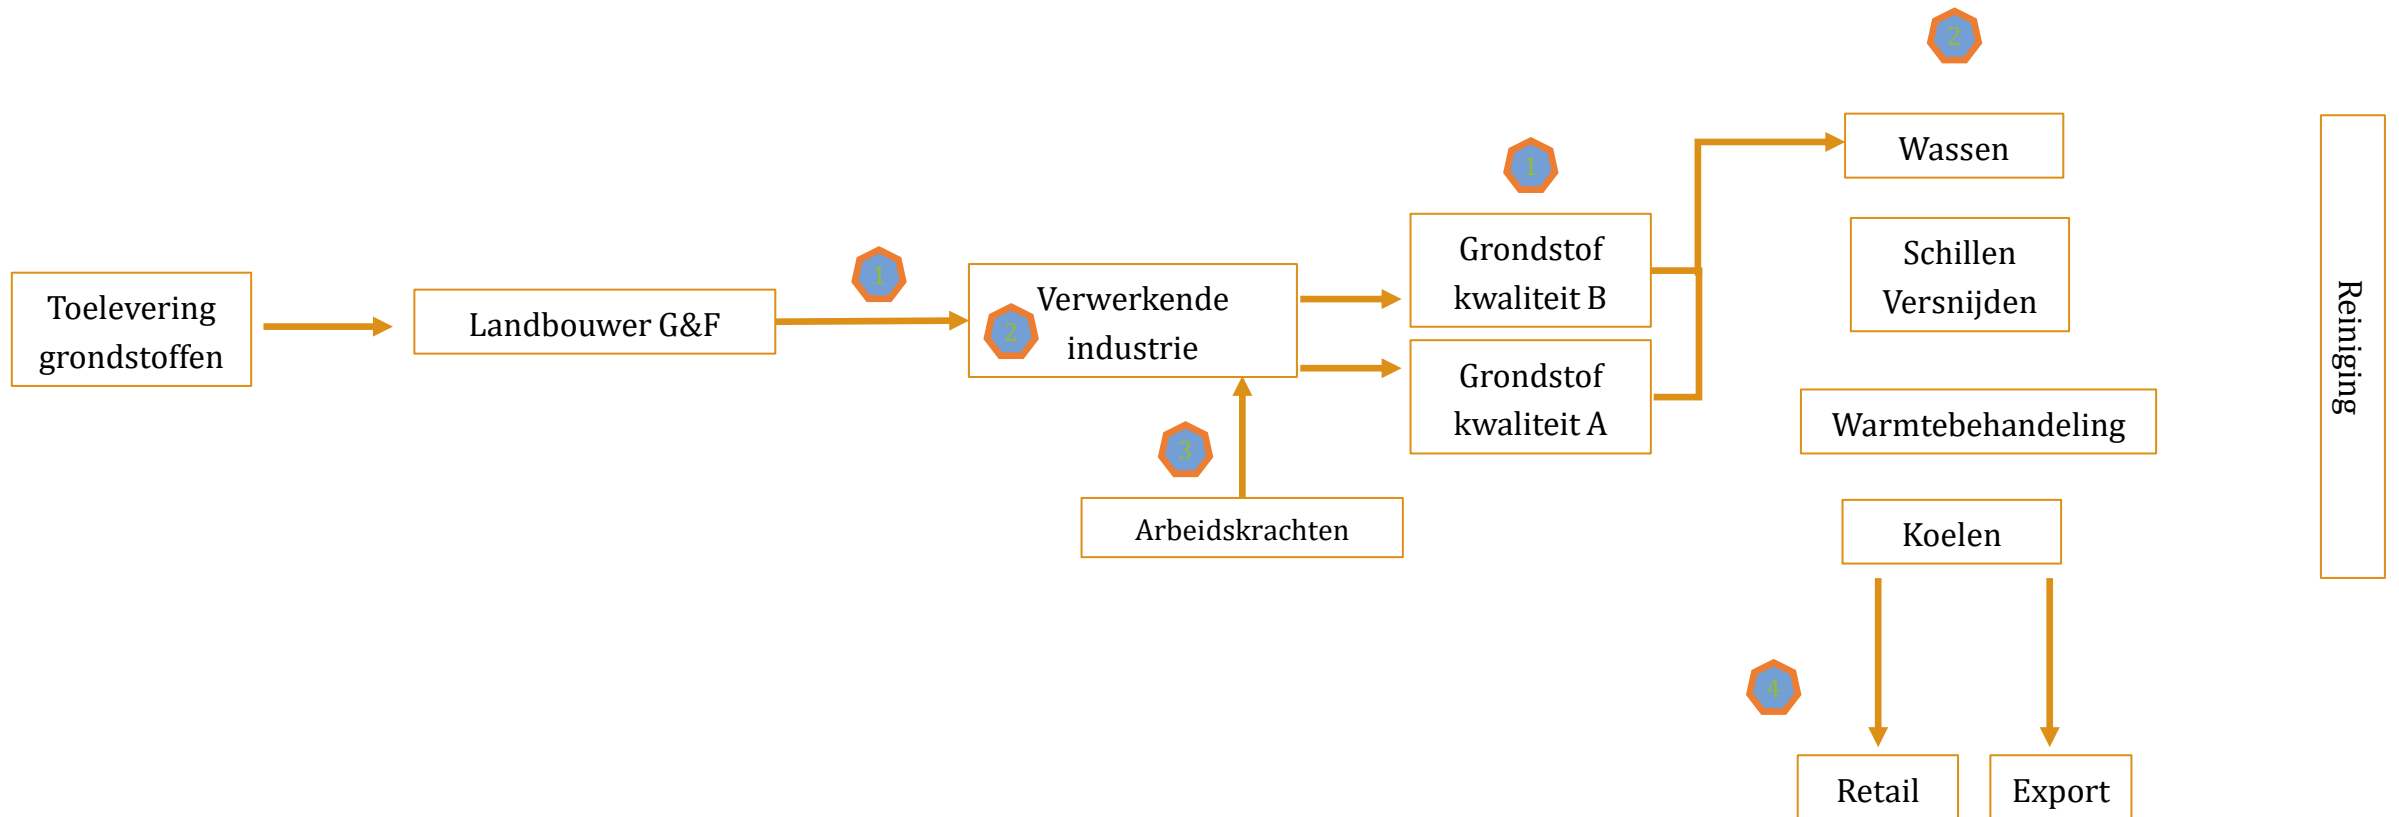 Toelevering
grondstoffen
Landbouwer G&F
1
2
Verwerkende
industrie
3
Arbeidskrachten
1
Grondstof
kwaliteit B
Grondstof
kwaliteit A
2
Wassen
Schillen
Versnijden
Warmtebehandeling
Koelen
4
Retail
Export
Reiniging